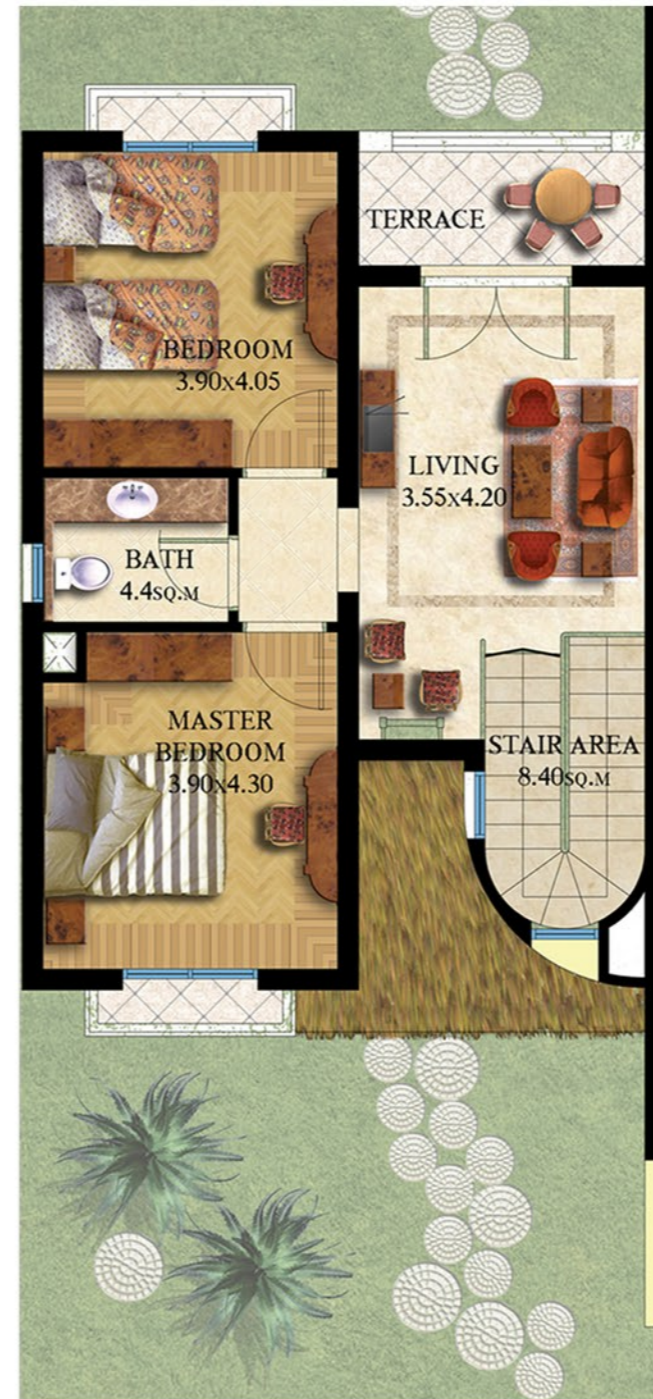 TERRACE
BEDROOM
3.90x4.05
LIVING
3.55x4.20
BATH
4.4SQ.M
MASTER
BEDROOM
3.90x4.30
STAIR AREA
8.40SQ.M